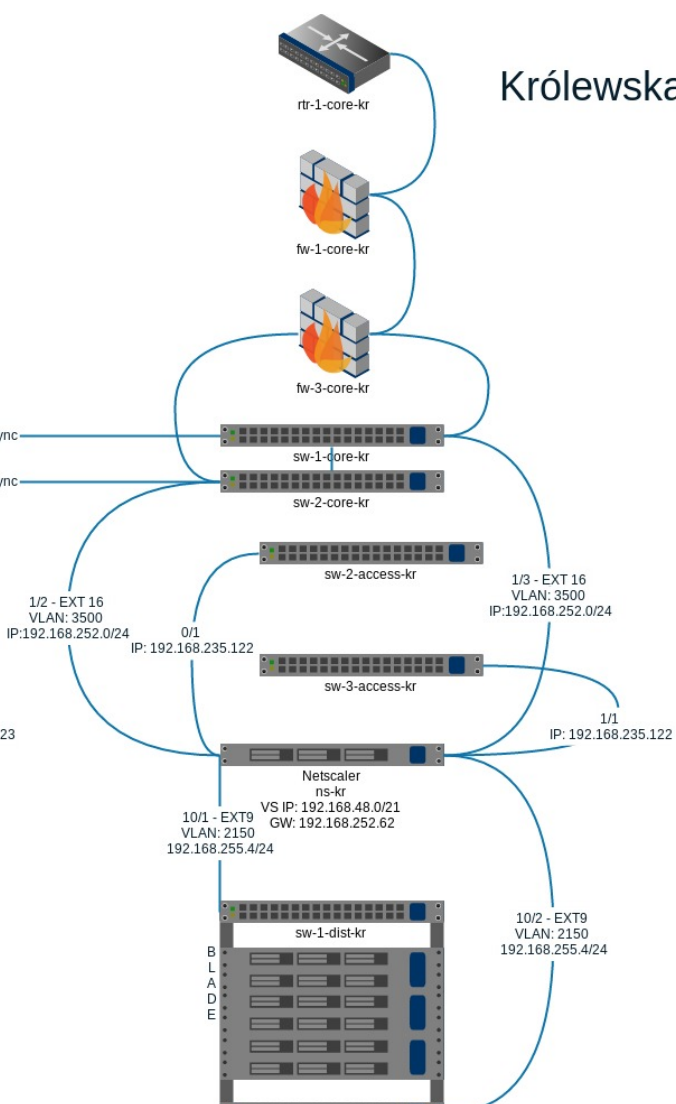 Królewska
rtr-1-core-kr
fw-1-core-kr
fw-3-core-kr
ync
sw-1-core-kr
ync
sw-2-core-kr
sw-2-access-kr
1/3 - EXT 16
VLAN: 3500
IP:192.168.252.0/24
1/2 - EXT 16
VLAN: 3500
IP:192.168.252.0/24
0/1
IP: 192.168.235.122
sw-3-access-kr
1/1
IP: 192.168.235.122
23
Netscaler
ns-kr
VS IP: 192.168.48.0/21
GW: 192.168.252.62
10/1 - EXT9
VLAN: 2150
192.168.255.4/24
sw-1-dist-kr
10/2 - EXT9
VLAN: 2150
192.168.255.4/24
B
L
A
D
E